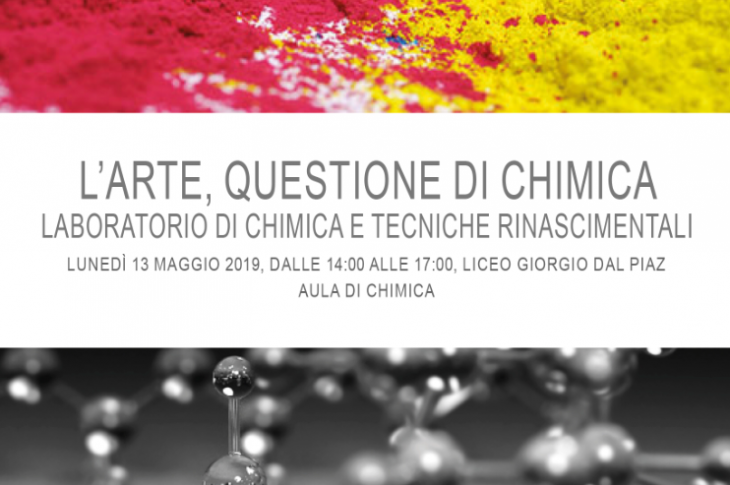 L'ARTE, QUESTIONE DI CHIMICA
LABORATORIO DI CHIMICA E TECNICHE RINASCIMENTALI
LUNEDÌ 13 MAGGIO 2019, DALLE 14:00 ALLE 17:00, LICEO GIORGIO DAL PIAZ
AULA DI CHIMICA